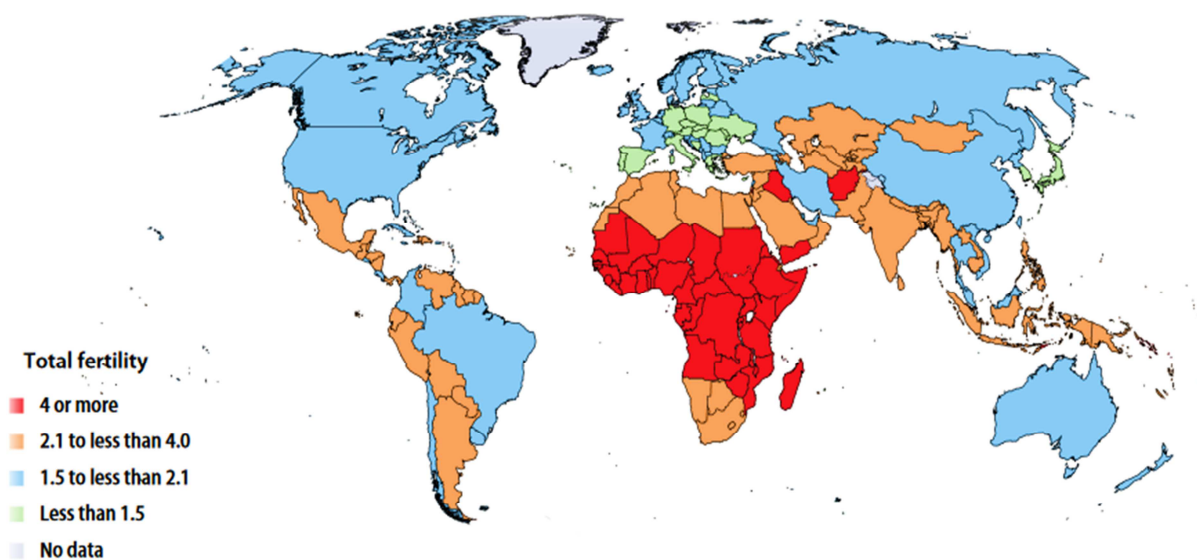 Total fertility
4 or more
2.1 to less than 4.0
1.5 to less than 2.1
Less than 1.5
No data